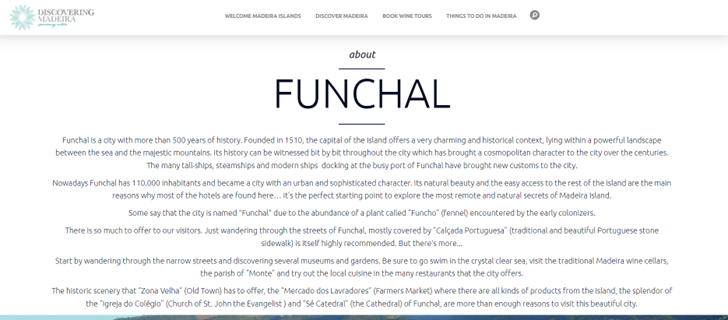 DISCOVERING
MADEIRA
WELCOME MADEIRA ISLANDS DISCOVER MADEIRA BOOK WINE TOURS THINGS TO DO IN MADEIRA
about
FUNCHAL
Funchal is a city with more than 500 years of history. Founded in 1510, the capital of the island offers a very charming and historical context, lying within a powerful landscape
between the sea and the majestic mountains. Its history can be witnessed bit by bit throughout the city which has brought a cosmopolitan character to the city over the centuries.
The many tall-ships, steamships and modern ships docking at the busy port of Funchal have brought new customs to the city.
Nowadays Funchal has 110.000 inhabitants and became a city with an urban and sophisticated character. Its natural beauty and the easy access to the rest of the island are the main
reasons why most of the hotels are found here... it's the perfect starting point to explore the most remote and natural secrets of Madeira Island.
Some say that the city is named "Funchal" due to the abundance of a plant called "Funcho" (fennel) encountered by the early colonizers.
There is so much to offer to our visitors. Just wandering through the streets of Funchal, mostly covered by "Calçada Portuguesa" (traditional and beautiful Portuguese stone
sidewalk) is itself highly recommended. But there's more...
Start by wandering through the narrow streets and discovering several museums and gardens. Be sure to go swim in the crystal clear sea, visit the traditional Madeira wine cellars,
the parish of "Monte" and try out the local cuisine in the many restaurants that the city offers.
The historic scenery that "Zona Velha" (Old Town) has to offer, the "Mercado dos Lavradores" (Farmers Market) where there are all kinds of products from the island, the splendor of
the "Igreja do Colégio" (Church of St. John the Evangelist ) and "Sé Catedral" (the Cathedral) of Funchal, are more than enough reasons to visit this beautiful city.